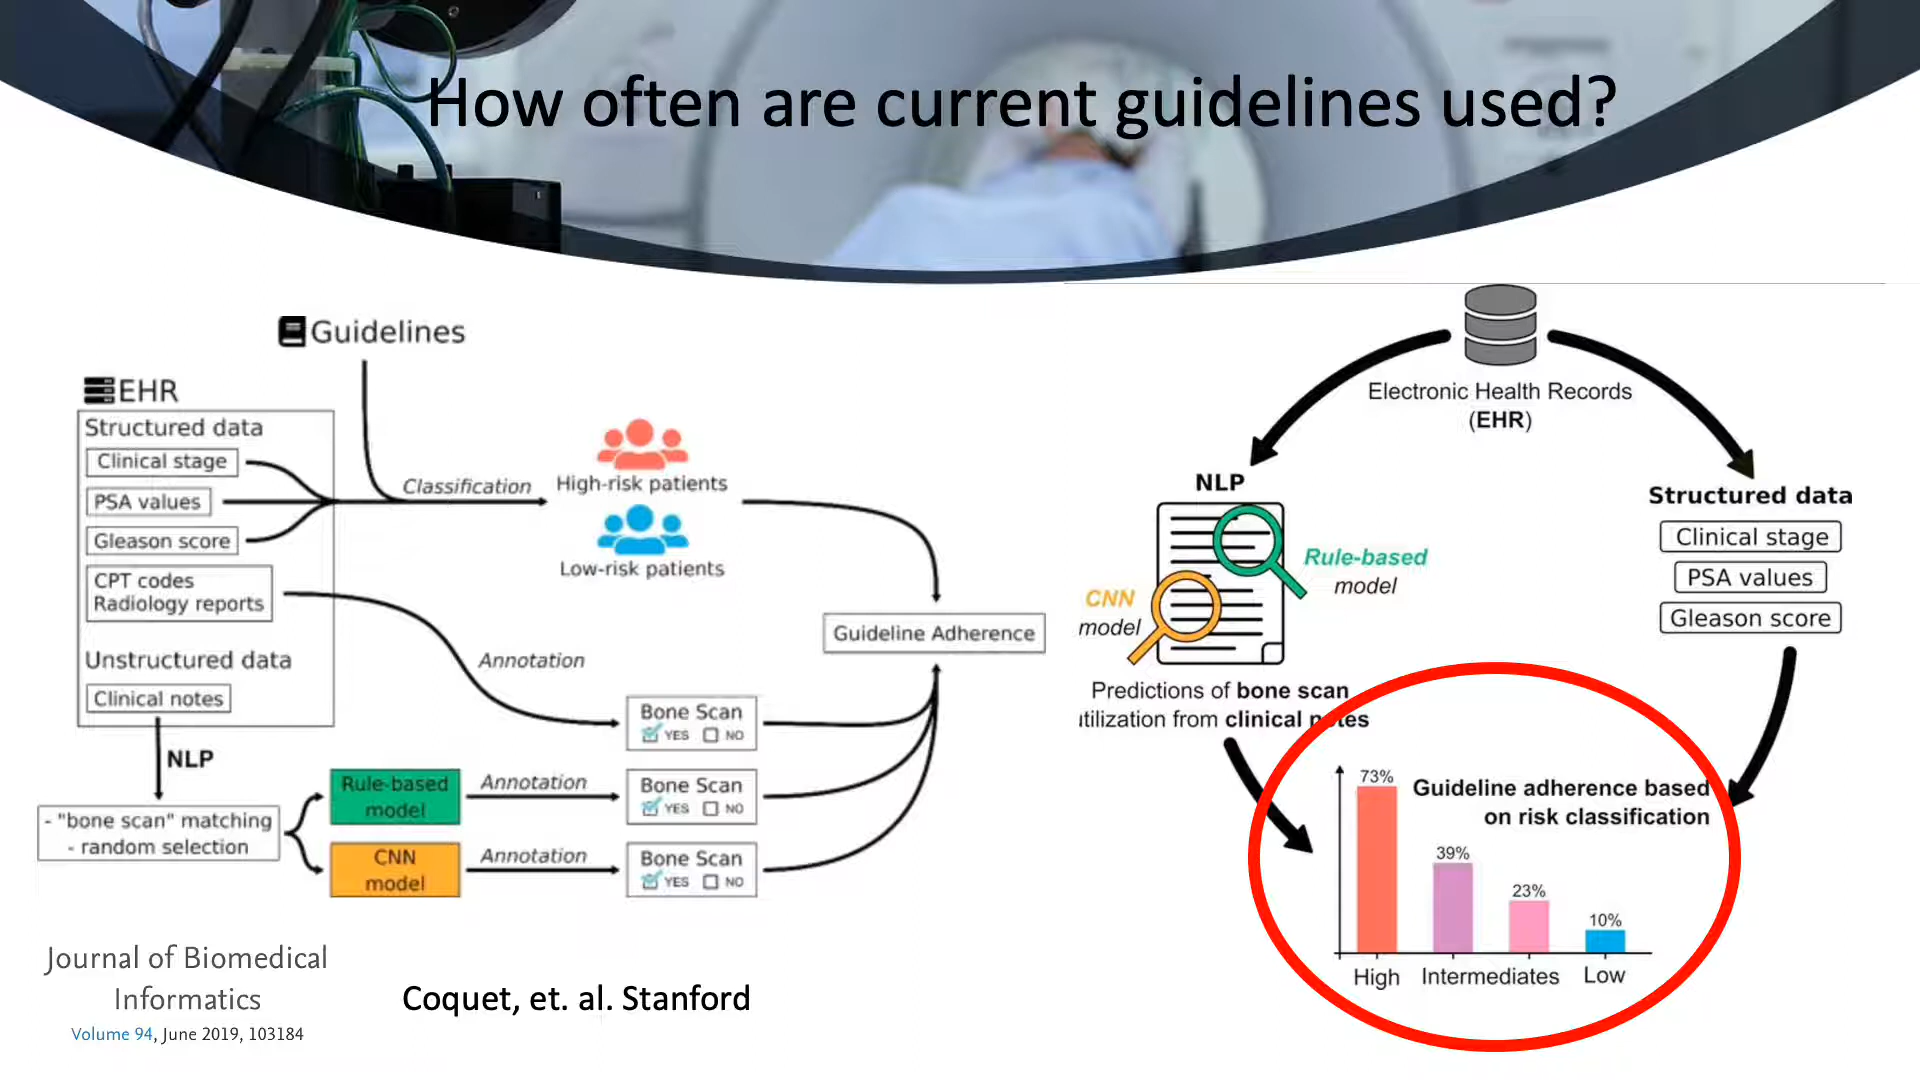 How often are current guidelines used?
Guidelines
EHR
Structured data
Clinical stage
PSA values
Gleason score
CPT codes
Radiology reports
Unstructured data
Clinical notes
NLP
- "bone scan" matching
- random selection
Classification
High-risk patients
Low-risk patients
Annotation
Rule-based
model
Annotation
CNN
model
Annotation
Bone Scan
YES NO
Bone Scan
YES NO
Bone Scan
YES NO
Guideline Adherence
Electronic Health Records
(EHR)
NLP
Rule-based
model
CNN
model
Predictions of bone scan
utilization from clinical notes
Structured data
Clinical stage
PSA values
Gleason score
Guideline adherence based
on risk classification
73%
39%
23%
10%
High Intermediates Low
Journal of Biomedical
Informatics
Volume 94, June 2019, 103184
Coquet, et. al. Stanford